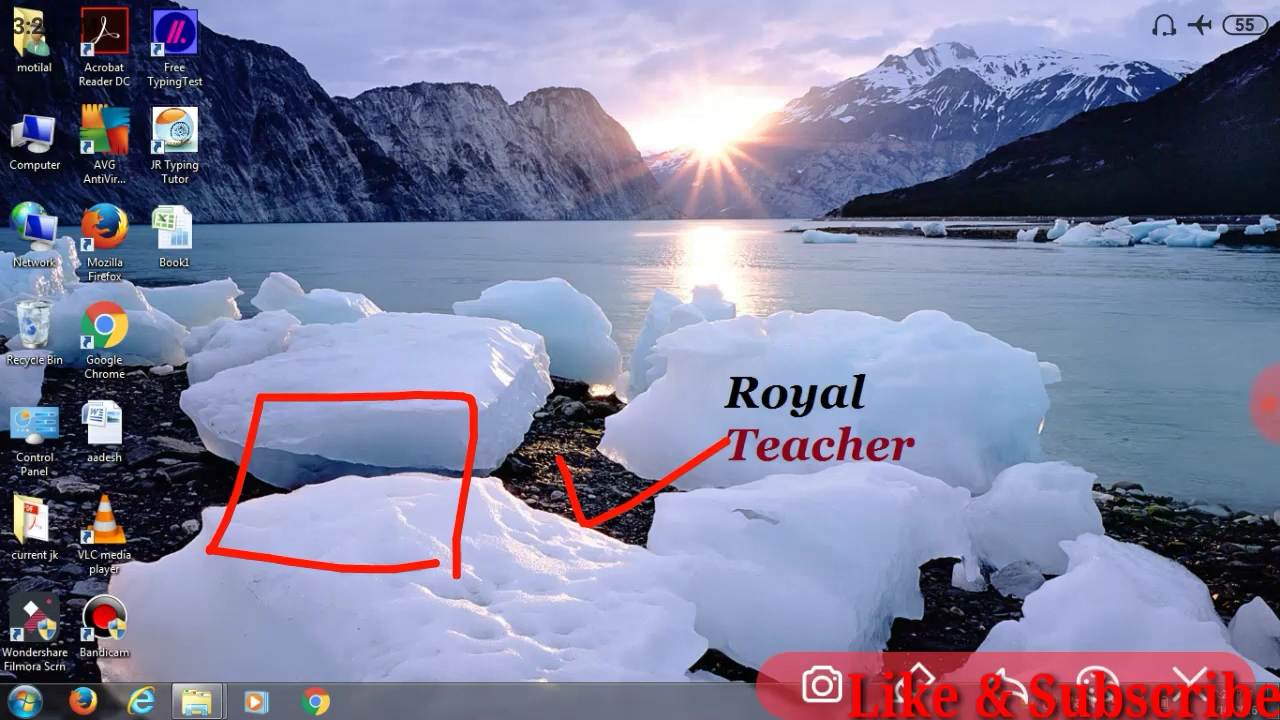 3:2
55
motilal
Acrobat
Reader DC
Free
TypingTest
Computer
AVG
AntiVir...
JR Typing
Tutor
Network
Mozilla
Firefox
Book1
Recycle Bin
Google
Chrome
Royal
Teacher
Control
Panel
aadesh
current jk
VLC media
player
Wondershare
Filmora Scrn
Bandicam
Like & Subscribe